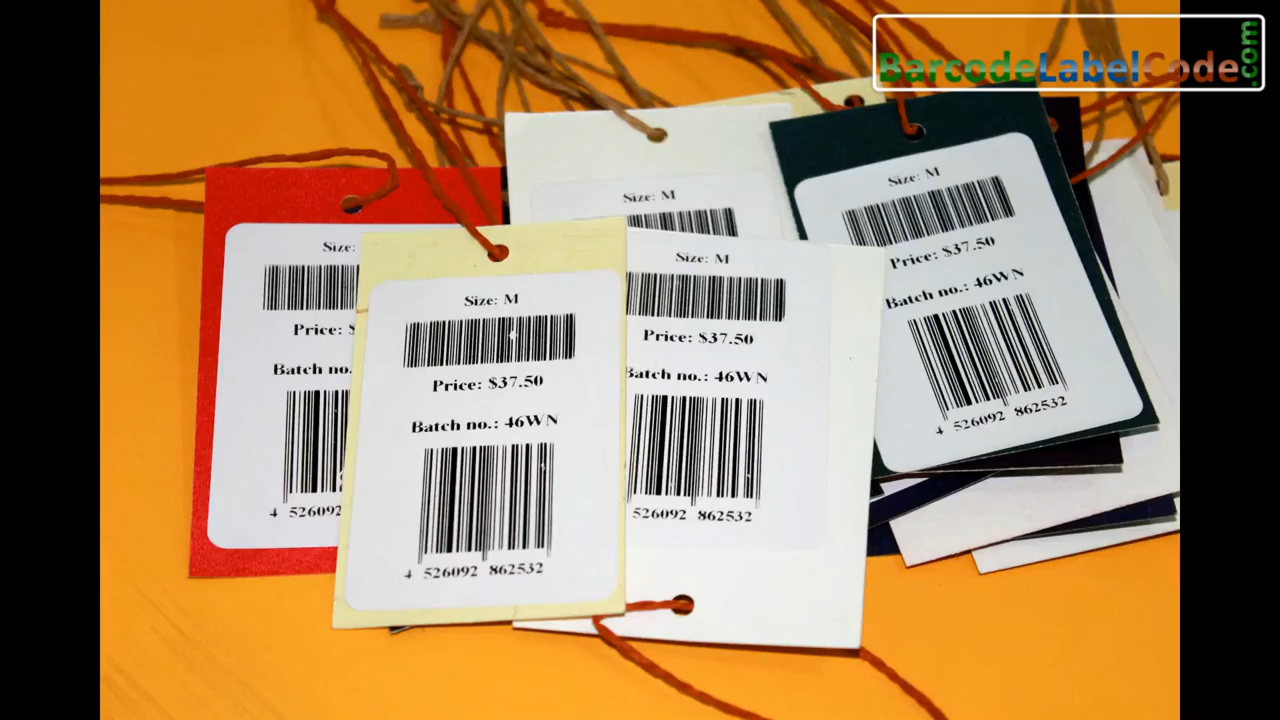 BarcodeLabelCode.com
Size: M
Size: M
Price: $37.50
Batch no.: 46WN
4 526092 862532
Size:
Price: $
Batch no.
4 526092
Size: M
Price: $37.50
Batch no.: 46WN
526092 862532
Size: M
Price: $37.50
Batch no.: 46WN
4 526092 862532